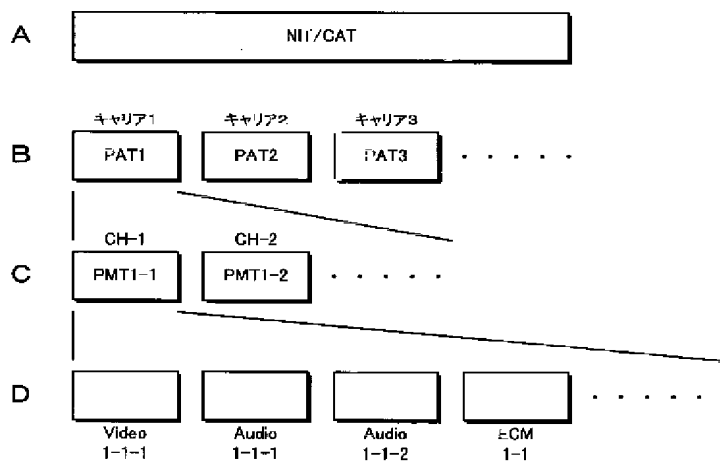 A
NIT/CAT
キャリア1 キャリア2 キャリア3
B
PAT1 PAT2 PAT3 . . . . .
CH-1 CH-2
C
PMT1-1 PMT1-2 . . . . .
D
. . . . .
Video Audio Audio ECM
1-1-1 1-1-1 1-1-2 1-1